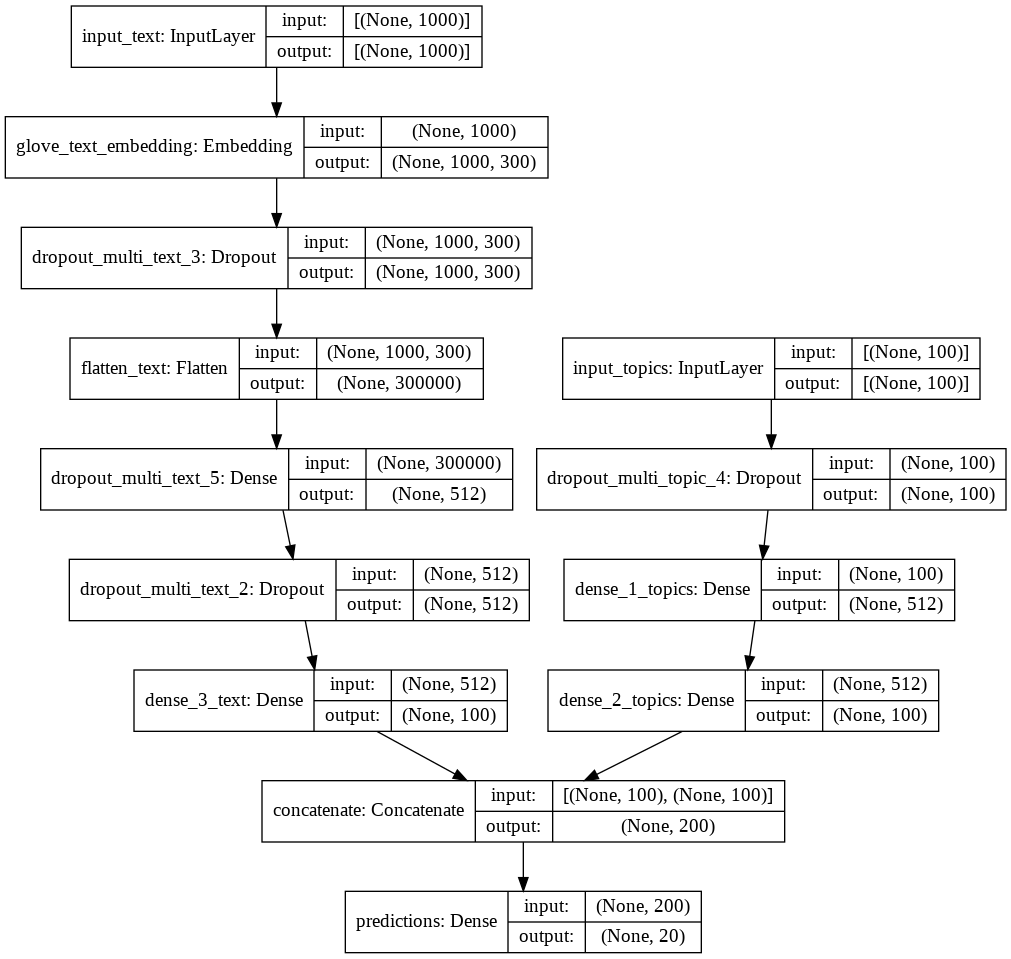 input_text: InputLayer
input: [(None, 1000)]
output: [(None, 1000)]
glove_text_embedding: Embedding
input: (None, 1000)
output: (None, 1000, 300)
dropout_multi_text_3: Dropout
input: (None, 1000, 300)
output: (None, 1000, 300)
flatten_text: Flatten
input: (None, 1000, 300)
output: (None, 300000)
input_topics: InputLayer
input: [(None, 100)]
output: [(None, 100)]
dropout_multi_text_5: Dense
input: (None, 300000)
output: (None, 512)
dropout_multi_topic_4: Dropout
input: (None, 100)
output: (None, 100)
dropout_multi_text_2: Dropout
input: (None, 512)
output: (None, 512)
dense_1_topics: Dense
input: (None, 100)
output: (None, 512)
dense_3_text: Dense
input: (None, 512)
output: (None, 100)
dense_2_topics: Dense
input: (None, 512)
output: (None, 100)
concatenate: Concatenate
input: [(None, 100), (None, 100)]
output: (None, 200)
predictions: Dense
input: (None, 200)
output: (None, 20)